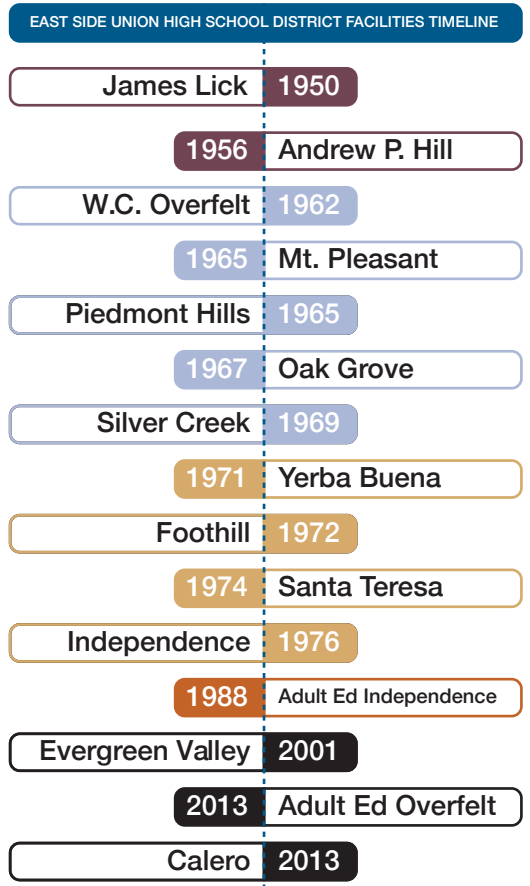 EAST SIDE UNION HIGH SCHOOL DISTRICT FACILITIES TIMELINE
James Lick 1950
1956 Andrew P. Hill
W.C. Overfelt 1962
1965 Mt. Pleasant
Piedmont Hills 1965
1967 Oak Grove
Silver Creek 1969
1971 Yerba Buena
Foothill 1972
1974 Santa Teresa
Independence 1976
1988 Adult Ed Independence
Evergreen Valley 2001
2013 Adult Ed Overfelt
Calero 2013